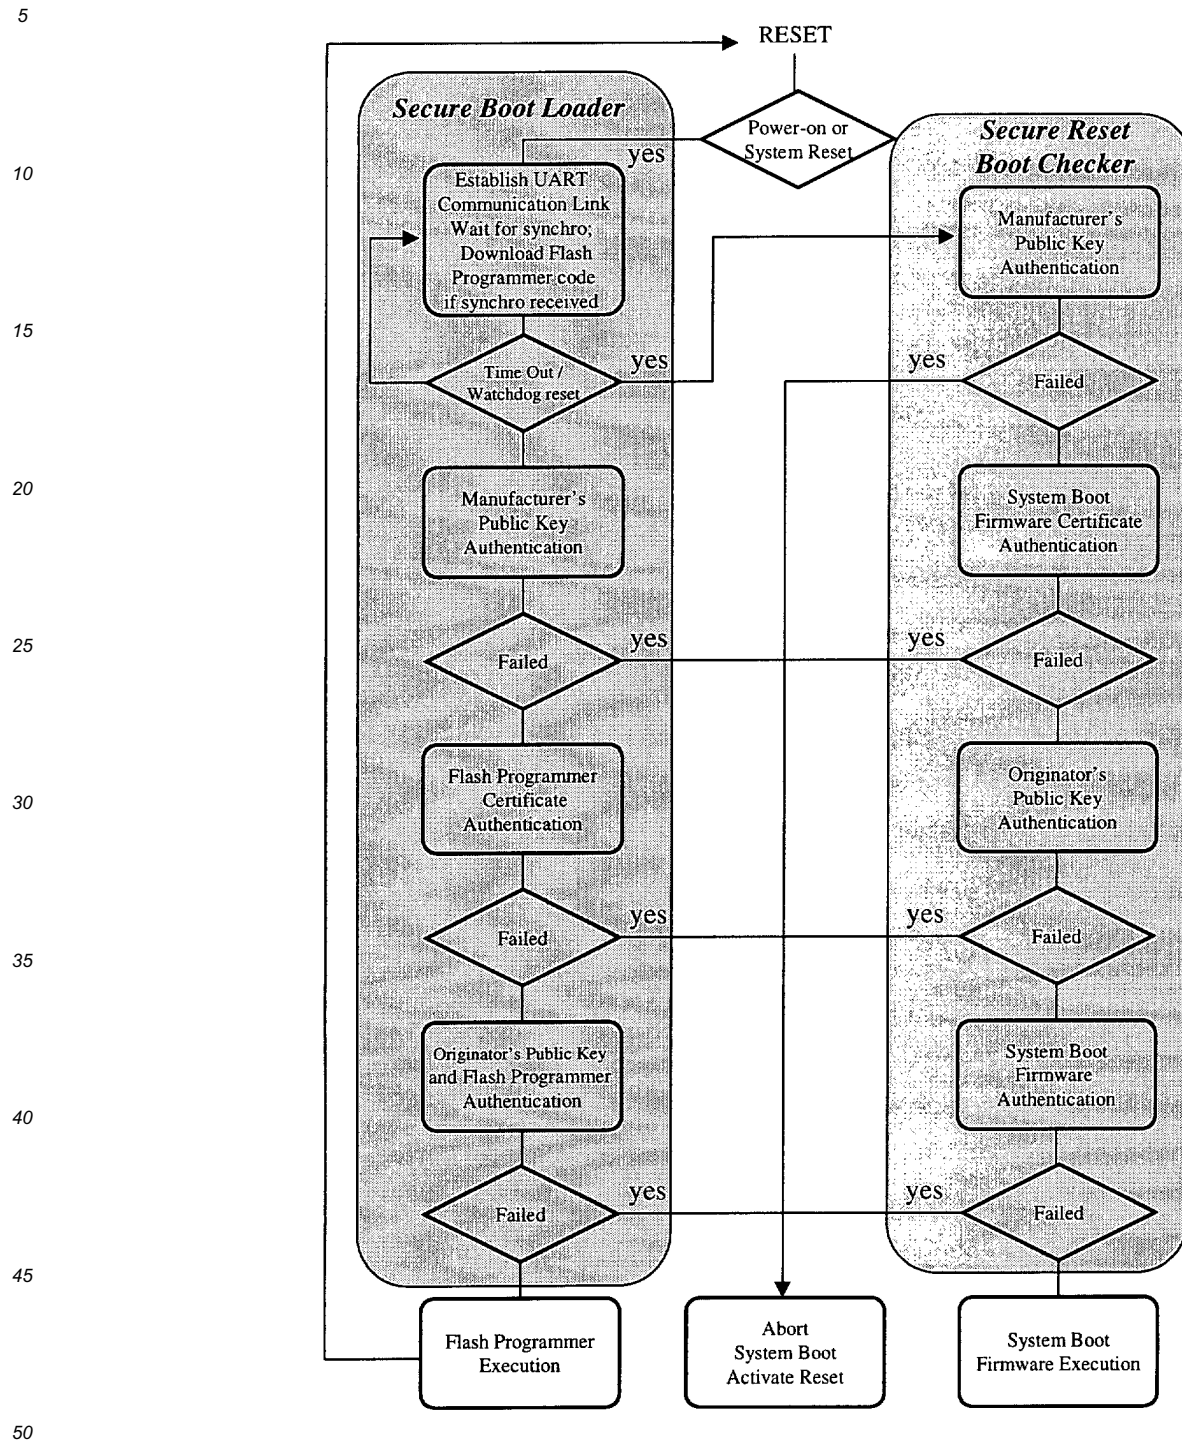 5
RESET
Secure Boot Loader
Power-on or
System Reset
yes
Secure Reset
Boot Checker
10
Establish UART
Communication Link
Wait for synchro;
Download Flash
Programmer code
if synchro received
Manufacturer's
Public Key
Authentication
15
Time Out /
Watchdog reset
yes
yes
Failed
20
Manufacturer's
Public Key
Authentication
System Boot
Firmware Certificate
Authentication
25
Failed
yes
yes
Failed
30
Flash Programmer
Certificate
Authentication
Originator's
Public Key
Authentication
35
Failed
yes
yes
Failed
40
Originator's Public Key
and Flash Programmer
Authentication
System Boot
Firmware
Authentication
Failed
yes
yes
Failed
45
Flash Programmer
Execution
Abort
System Boot
Activate Reset
System Boot
Firmware Execution
50